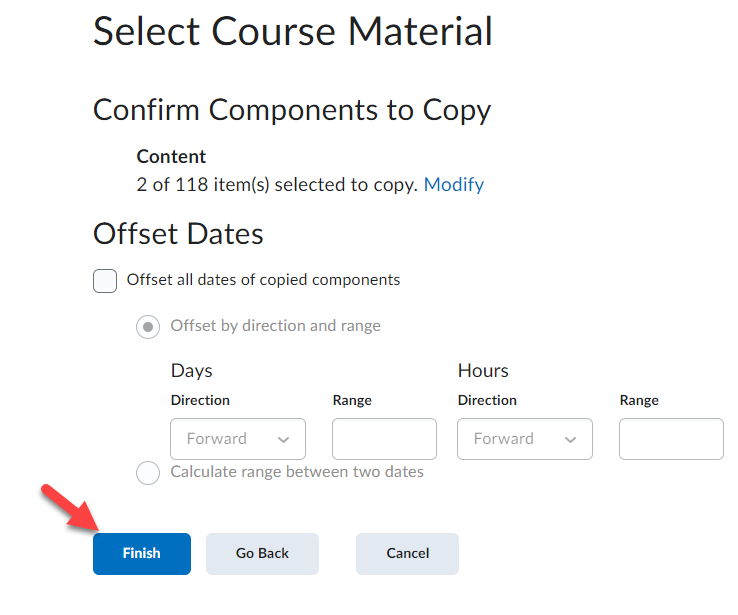 Select Course Material
Confirm Components to Copy
Content
2 of 118 item(s) selected to copy. Modify
Offset Dates
Offset all dates of copied components
Offset by direction and range
Days Hours
Direction Range Direction Range
Forward Forward
Calculate range between two dates
Finish Go Back Cancel